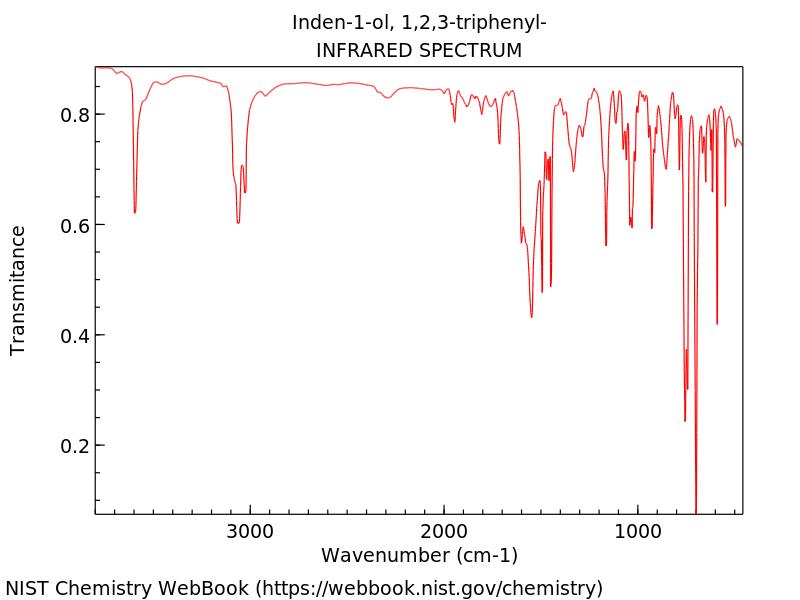 Inden-1-ol, 1,2,3-triphenyl-
INFRARED SPECTRUM
Transmitance
0.8
0.6
0.4
0.2
3000 2000 1000
Wavenumber (cm-1)
NIST Chemistry WebBook (https://webbook.nist.gov/chemistry)